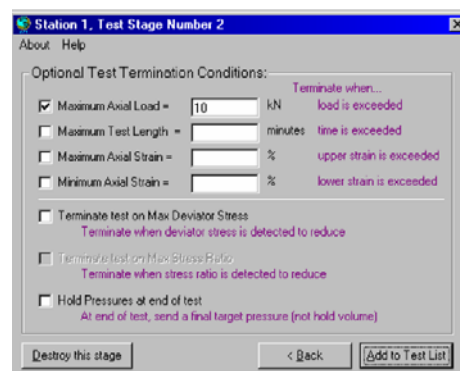 Station 1, Test Stage Number 2
About Help
Optional Test Termination Conditions:
Terminate when...
Maximum Axial Load = 10 kN load is exceeded
Maximum Test Length = minutes time is exceeded
Maximum Axial Strain = % upper strain is exceeded
Minimum Axial Strain = % lower strain is exceeded
Terminate test on Max Deviator Stress
Terminate when deviator stress is detected to reduce
Terminate test on Max Stress Ratio
Terminate when stress ratio is detected to reduce
Hold Pressures at end of test
At end of test, send a final target pressure (not hold volume)
Destroy this stage < Back Add to Test List